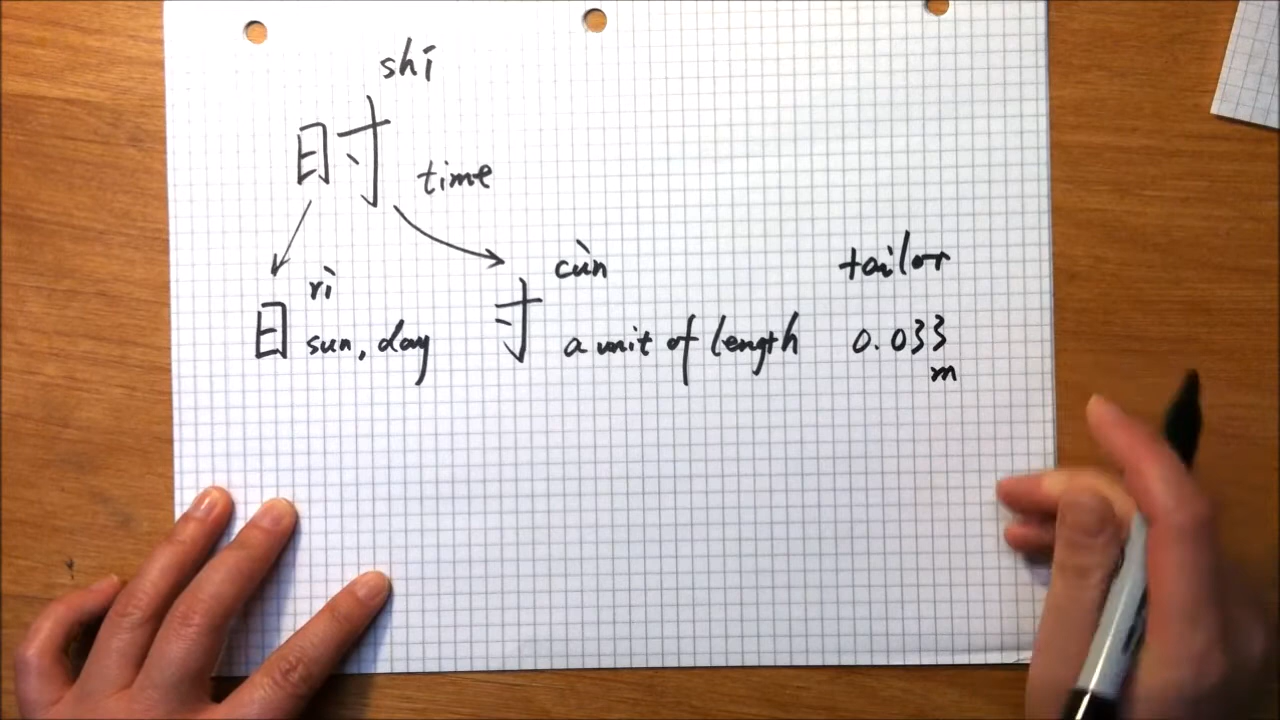 shí
时
time
rì
cùn
tailor
日 sun, day
寸 a unit of length 0.033
m